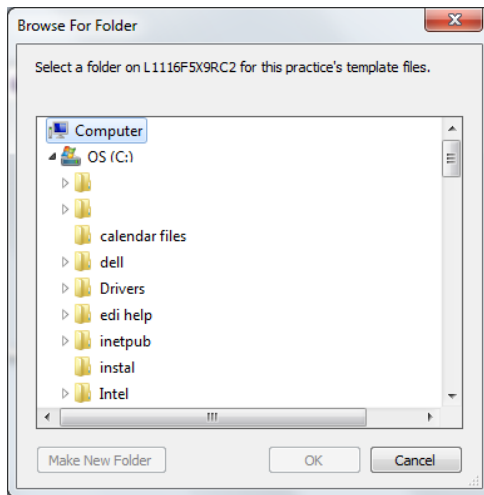 Browse For Folder
Select a folder on L1116F5X9RC2 for this practice's template files.
Computer
OS (C:)
calendar files
dell
Drivers
edi help
inetpub
instal
Intel
Make New Folder OK Cancel